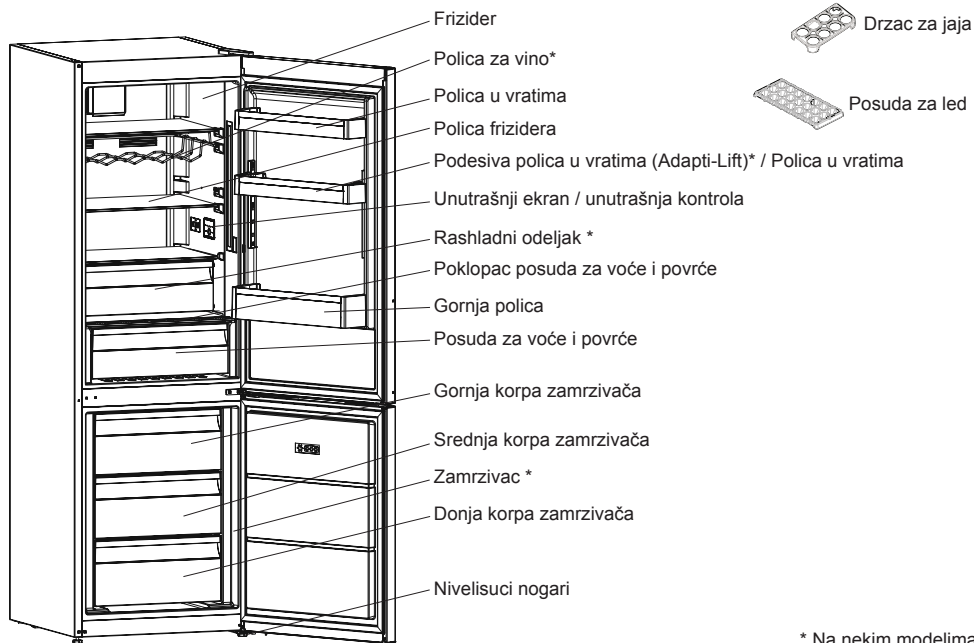 Frizider
Polica za vino*
Polica u vratima
Polica frizidera
Podesiva polica u vratima (Adapti-Lift)* / Polica u vratima
Unutrašnji ekran / unutrašnja kontrola
Rashladni odeljak *
Poklopac posuda za voće i povrće
Gornja polica
Posuda za voće i povrće
Gornja korpa zamrzivača
Srednja korpa zamrzivača
Zamrzivac *
Donja korpa zamrzivača
Nivelisuci nogari
Drzac za jaja
Posuda za led
* Na nekim modelima